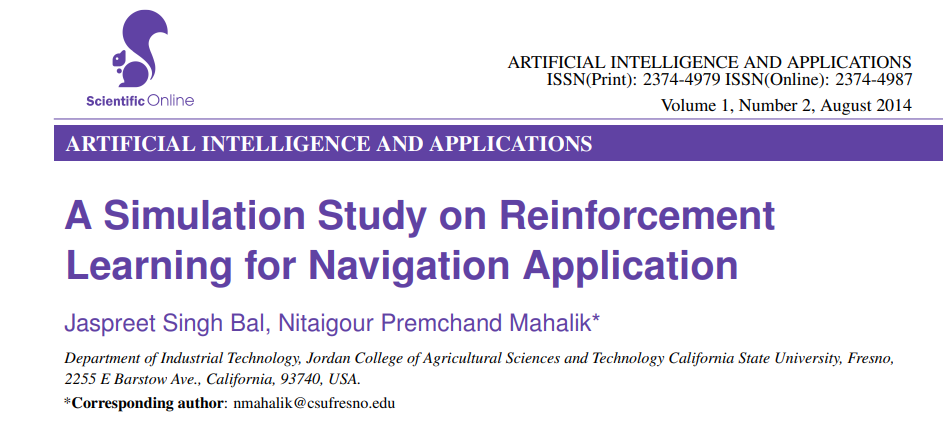 Scientific Online
ARTIFICIAL INTELLIGENCE AND APPLICATIONS
ISSN(Print): 2374-4979 ISSN(Online): 2374-4987
Volume 1, Number 2, August 2014
ARTIFICIAL INTELLIGENCE AND APPLICATIONS
A Simulation Study on Reinforcement
Learning for Navigation Application
Jaspreet Singh Bal, Nitaigour Premchand Mahalik*
Department of Industrial Technology, Jordan College of Agricultural Sciences and Technology California State University, Fresno,
2255 E Barstow Ave., California, 93740, USA.
*Corresponding author: nmahalik@csufresno.edu